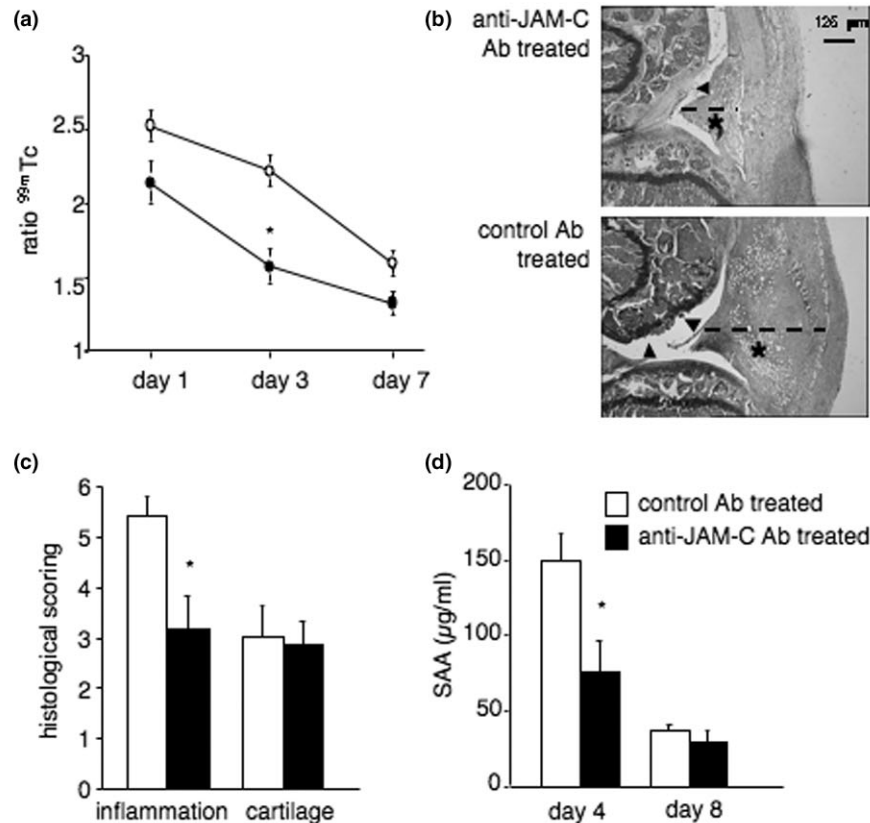 (a)
ratio 99mTc
3
2.5
2
1.5
1
day 1
day 3
day 7
*
(b)
anti-JAM-C
Ab treated
125 µm
*
control Ab
treated
*
(c)
histological scoring
6
5
4
3
2
1
0
*
inflammation
cartilage
(d)
SAA (µg/ml)
200
150
100
50
0
control Ab treated
anti-JAM-C Ab treated
*
day 4
day 8